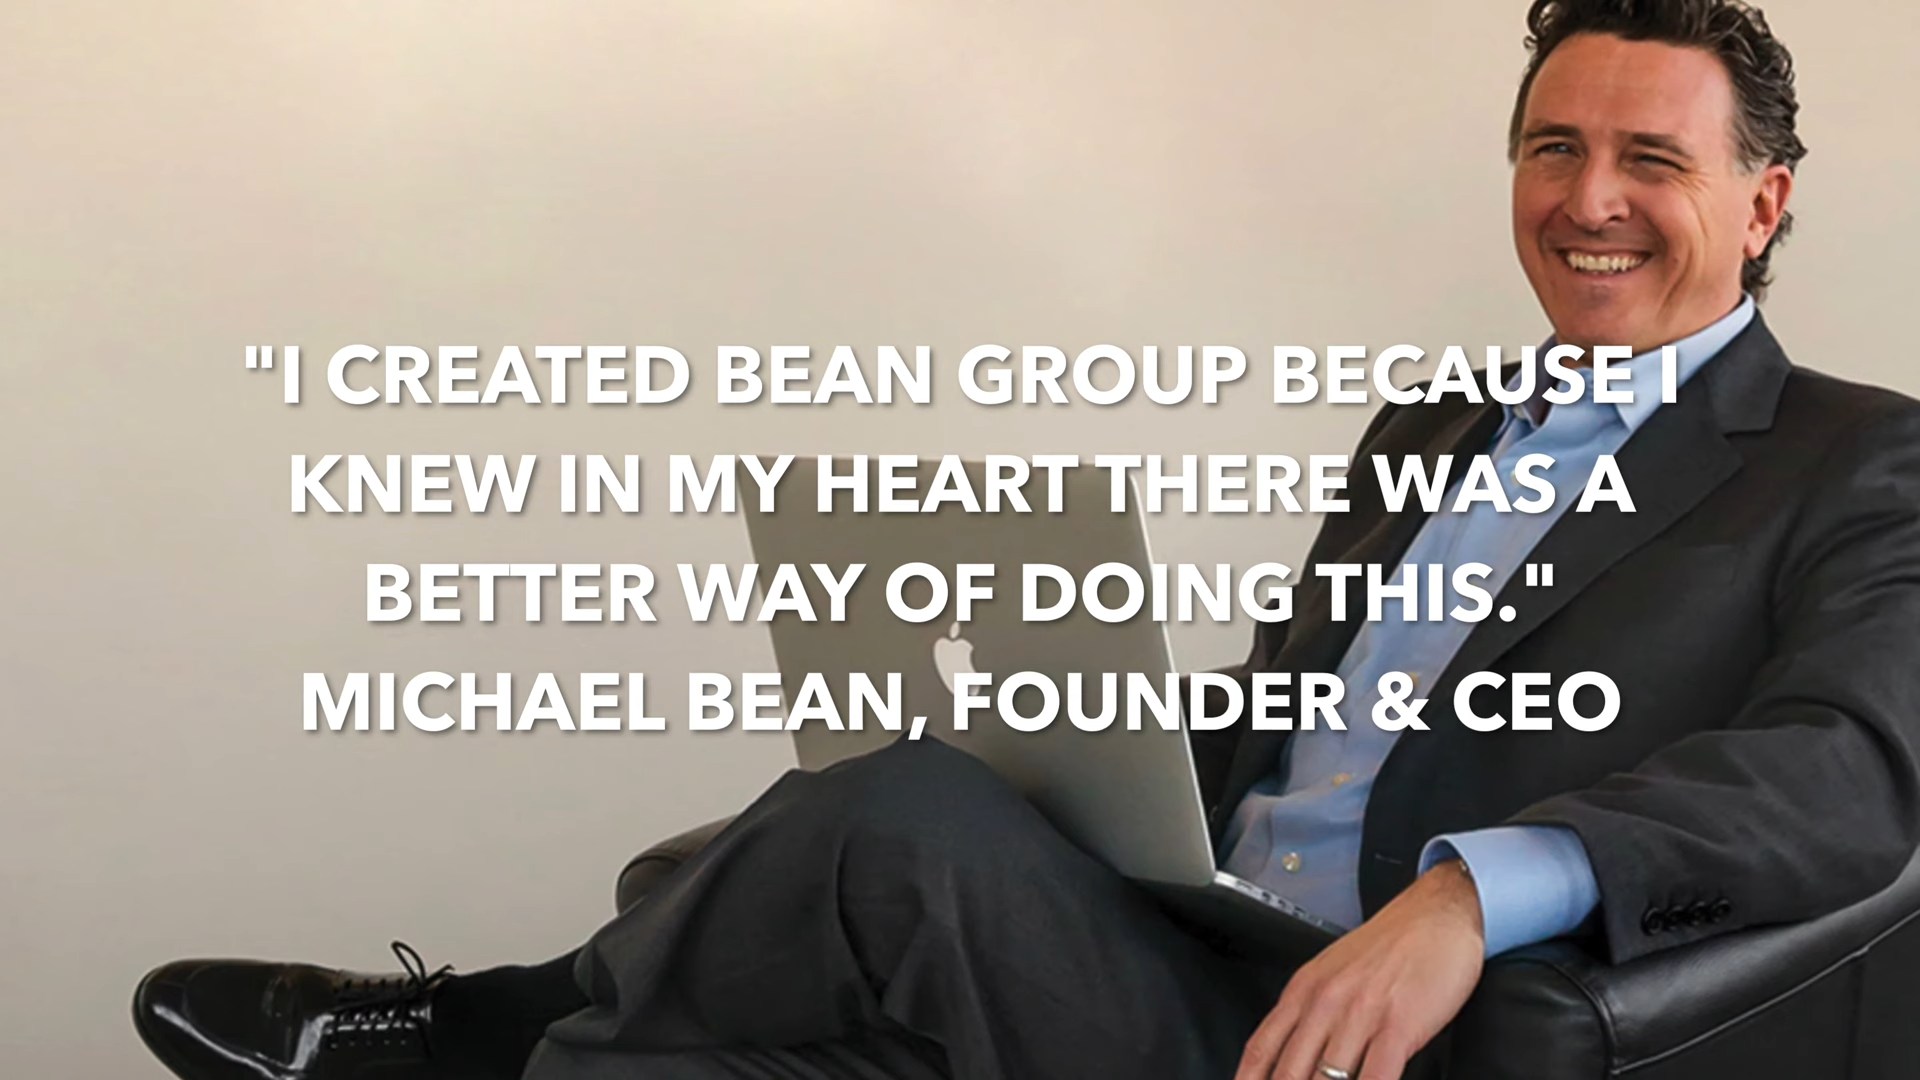 "I CREATED BEAN GROUP BECAUSE I
KNEW IN MY HEART THERE WAS A
BETTER WAY OF DOING THIS."
MICHAEL BEAN, FOUNDER & CEO